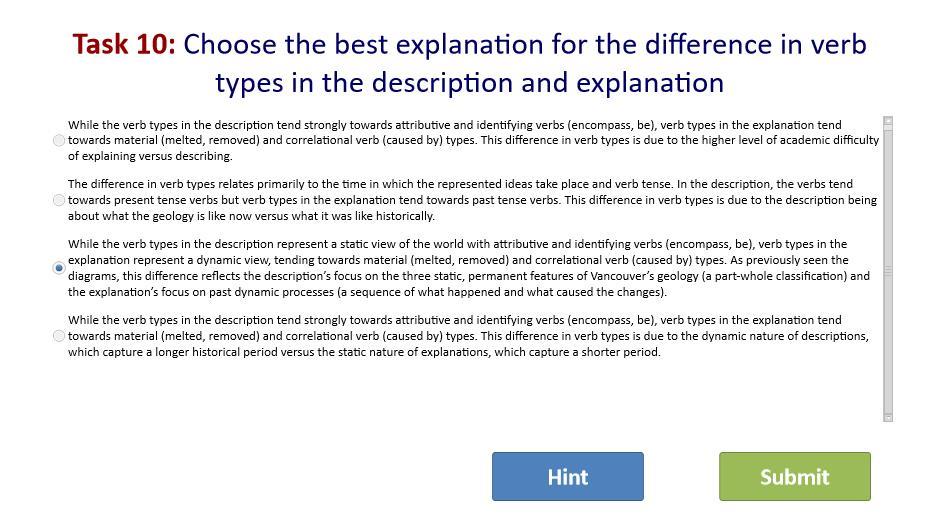 Task 10: Choose the best explanation for the difference in verb
types in the description and explanation
While the verb types in the description tend strongly towards attributive and identifying verbs (encompass, be), verb types in the explanation tend
towards material (melted, removed) and correlational verb (caused by) types. This difference in verb types is due to the higher level of academic difficulty
of explaining versus describing.
The difference in verb types relates primarily to the time in which the represented ideas take place and verb tense. In the description, the verbs tend
towards present tense verbs but verb types in the explanation tend towards past tense verbs. This difference in verb types is due to the description being
about what the geology is like now versus what it was like historically.
While the verb types in the description represent a static view of the world with attributive and identifying verbs (encompass, be), verb types in the
explanation represent a dynamic view, tending towards material (melted, removed) and correlational verb (caused by) types. As previously seen the
diagrams, this difference reflects the description's focus on the three static, permanent features of Vancouver's geology (a part-whole classification) and
the explanation's focus on past dynamic processes (a sequence of what happened and what caused the changes).
While the verb types in the description tend strongly towards attributive and identifying verbs (encompass, be), verb types in the explanation tend
towards material (melted, removed) and correlational verb (caused by) types. This difference in verb types is due to the dynamic nature of descriptions,
which capture a longer historical period versus the static nature of explanations, which capture a shorter period.
Hint
Submit